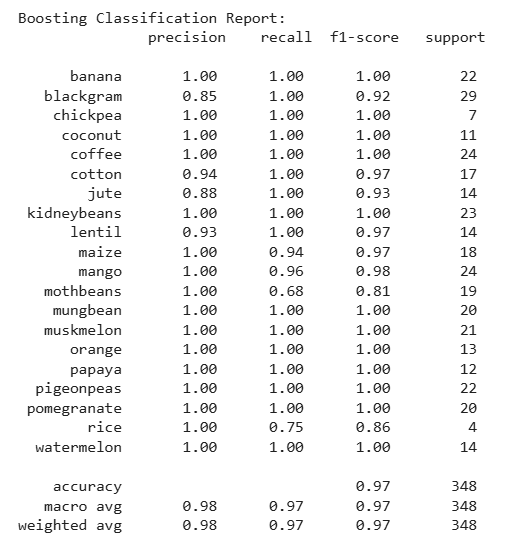 Boosting Classification Report:
precision recall f1-score support
banana 1.00 1.00 1.00 22
blackgram 0.85 1.00 0.92 29
chickpea 1.00 1.00 1.00 7
coconut 1.00 1.00 1.00 11
coffee 1.00 1.00 1.00 24
cotton 0.94 1.00 0.97 17
jute 0.88 1.00 0.93 14
kidneybeans 1.00 1.00 1.00 23
lentil 0.93 1.00 0.97 14
maize 1.00 0.94 0.97 18
mango 1.00 0.96 0.98 24
mothbeans 1.00 0.68 0.81 19
mungbean 1.00 1.00 1.00 20
muskmelon 1.00 1.00 1.00 21
orange 1.00 1.00 1.00 13
papaya 1.00 1.00 1.00 12
pigeonpeas 1.00 1.00 1.00 22
pomegranate 1.00 1.00 1.00 20
rice 1.00 0.75 0.86 4
watermelon 1.00 1.00 1.00 14
accuracy 0.97 348
macro avg 0.98 0.97 0.97 348
weighted avg 0.98 0.97 0.97 348